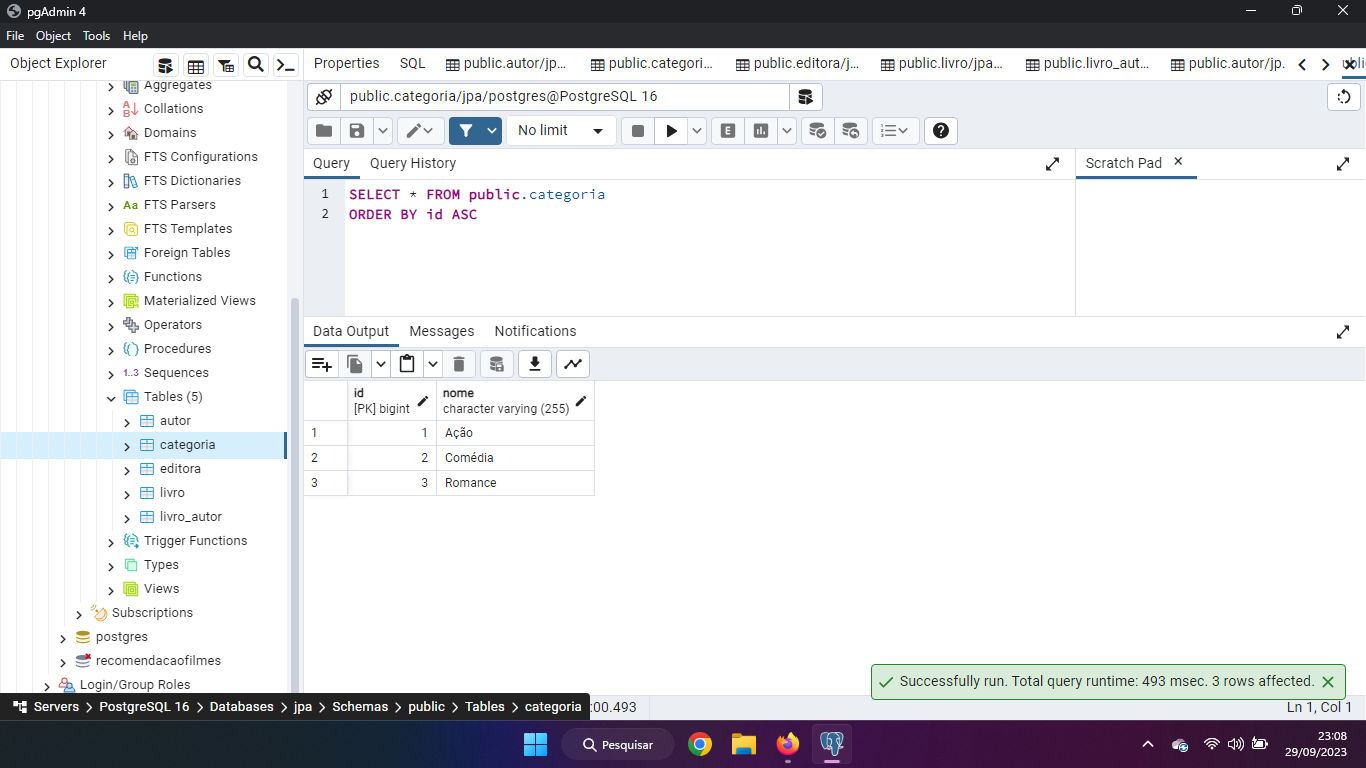 pgAdmin 4
File Object Tools Help
Object Explorer
Properties SQL public.autor/jp... public.categori... public.editora/j... public.livro/jpa... public.livro_aut... public.autor/jp.
public.categoria/jpa/postgres@PostgreSQL 16
No limit
E
Query Query History
Scratch Pad
1 SELECT * FROM public.categoria
2 ORDER BY id ASC
Data Output Messages Notifications
id nome
[PK] bigint character varying (255)
1 1 Ação
2 2 Comédia
3 3 Romance
Aggregates
Collations
Domains
FTS Configurations
FTS Dictionaries
Aa FTS Parsers
FTS Templates
Foreign Tables
Functions
Materialized Views
Operators
Procedures
1..3 Sequences
Tables (5)
autor
categoria
editora
livro
livro_autor
Trigger Functions
Types
Views
Subscriptions
postgres
recomendacaofilmes
Login/Group Roles
Successfully run. Total query runtime: 493 msec. 3 rows affected.
Servers > PostgreSQL 16 > Databases > jpa > Schemas > public > Tables > categoria
:00.493
Ln 1, Col 1
Pesquisar
23:08
29/09/2023